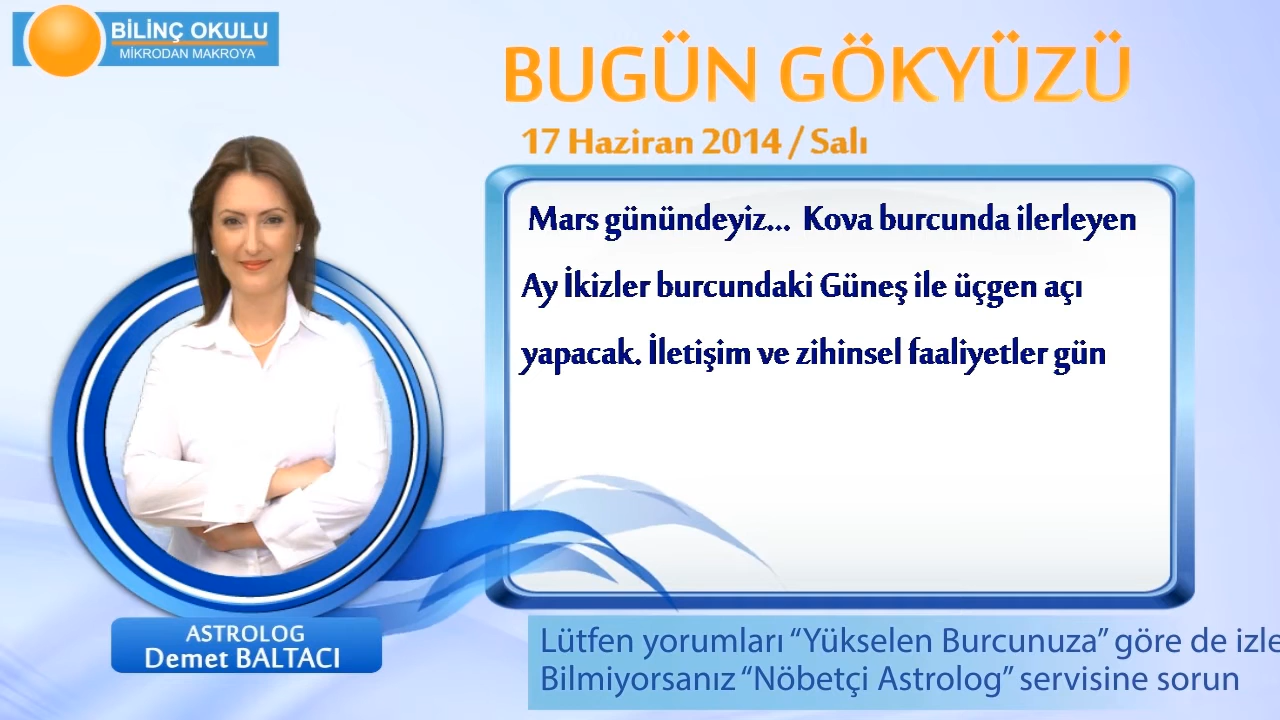 BİLİNÇ OKULU
MİKRODAN MAKROYA
BUGÜN GÖKYÜZÜ
17 Haziran 2014 / Salı
Mars günündeyiz... Kova burcunda ilerleyen
Ay İkizler burcundaki Güneş ile üçgen açı
yapacak. İletişim ve zihinsel faaliyetler gün
ASTROLOG
Demet BALTACI
Lütfen yorumları “Yükselen Burcunuza” göre de izle
Bilmiyorsanız “Nöbetçi Astrolog” servisine sorun